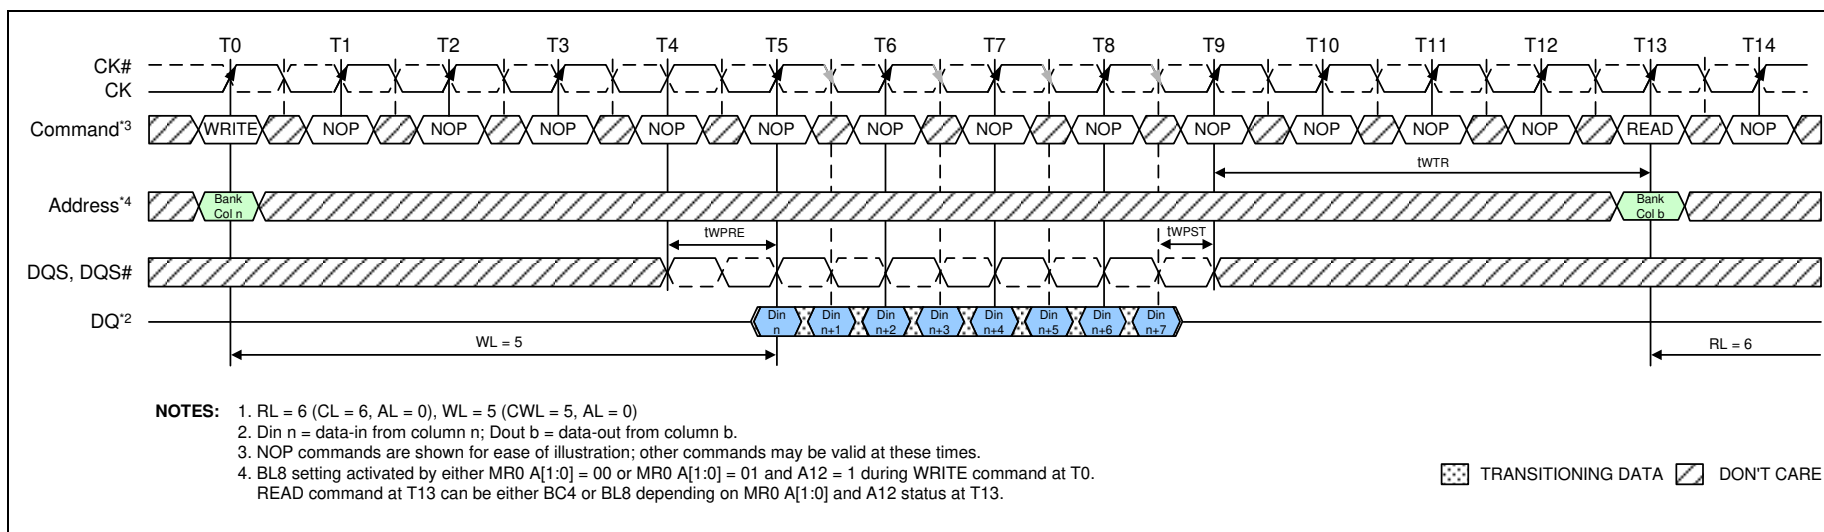 T0 T1 T2 T3 T4 T5 T6 T7 T8 T9 T10 T11 T12 T13 T14
CK#
CK
Command*3 WRITE NOP NOP NOP NOP NOP NOP NOP NOP NOP NOP NOP NOP READ NOP
tWTR
Address*4 Bank Col n Bank Col b
tWPRE tWPST
DQS, DQS#
DQ*2 Din n Din n+1 Din n+2 Din n+3 Din n+4 Din n+5 Din n+6 Din n+7
WL = 5 RL = 6
NOTES: 1. RL = 6 (CL = 6, AL = 0), WL = 5 (CWL = 5, AL = 0)
2. Din n = data-in from column n; Dout b = data-out from column b.
3. NOP commands are shown for ease of illustration; other commands may be valid at these times.
4. BL8 setting activated by either MR0 A[1:0] = 00 or MR0 A[1:0] = 01 and A12 = 1 during WRITE command at T0.
READ command at T13 can be either BC4 or BL8 depending on MR0 A[1:0] and A12 status at T13.
TRANSITIONING DATA DON'T CARE